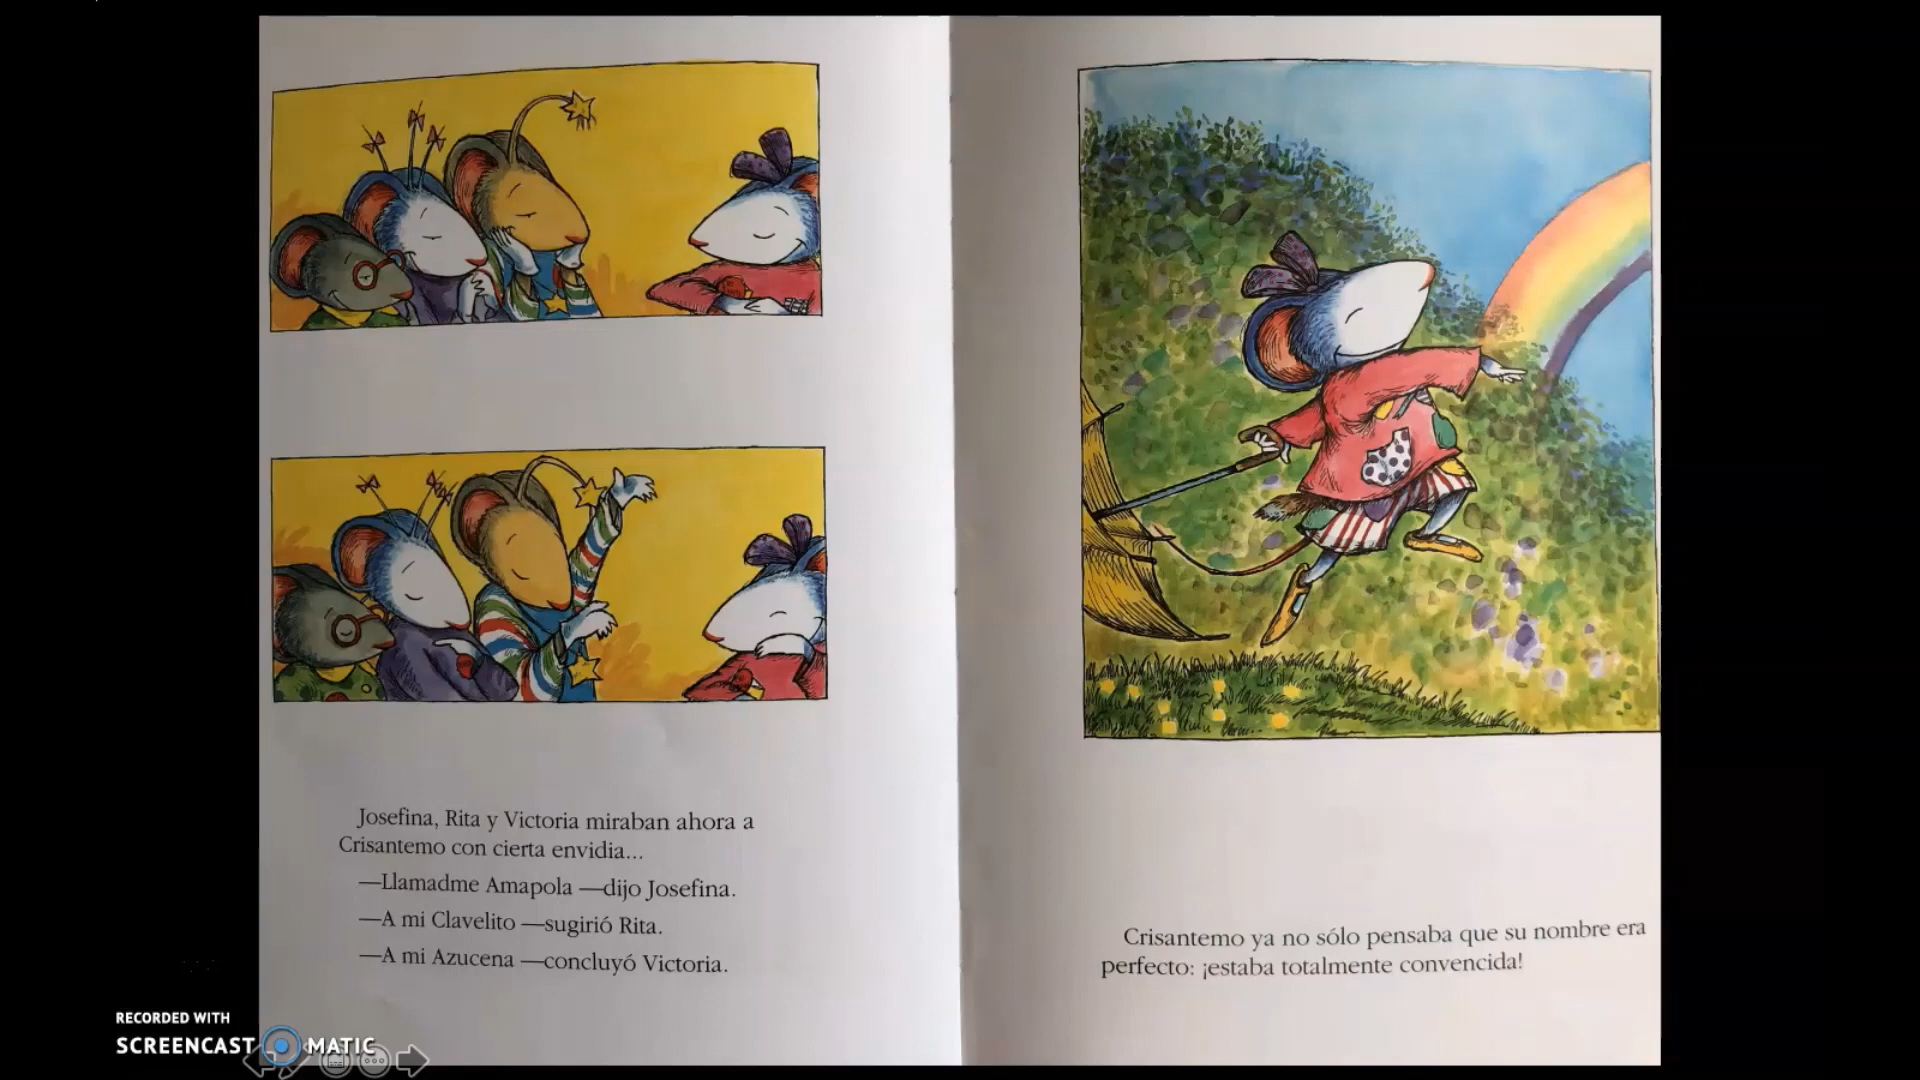 Josefina, Rita y Victoria miraban ahora a
Crisantemo con cierta envidia...
—Llamadme Amapola —dijo Josefina.
—A mi Clavelito —sugirió Rita.
—A mi Azucena —concluyó Victoria.
Crisantemo ya no sólo pensaba que su nombre era
perfecto: ¡estaba totalmente convencida!
RECORDED WITH
SCREENCAST MATIC